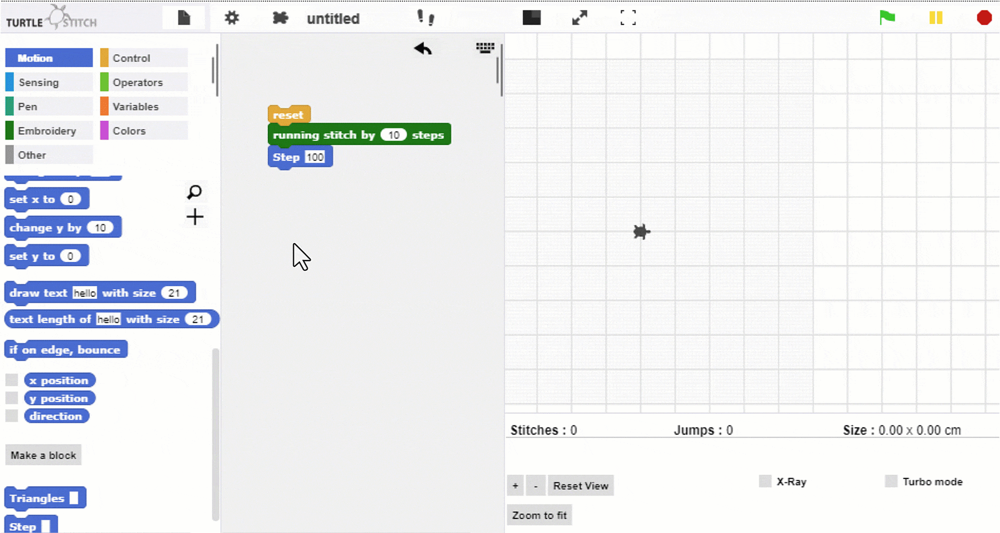 TURTLE STITCH
untitled
Motion
Control
Sensing
Operators
Pen
Variables
Embroidery
Colors
Other
set x to 0
change y by 10
set y to 0
draw text hello with size 21
text length of hello with size 21
if on edge, bounce
x position
y position
direction
Make a block
Triangles
Step
reset
running stitch by 10 steps
Step 100
Stitches : 0
Jumps : 0
Size : 0.00 x 0.00 cm
+
-
Reset View
X-Ray
Turbo mode
Zoom to fit